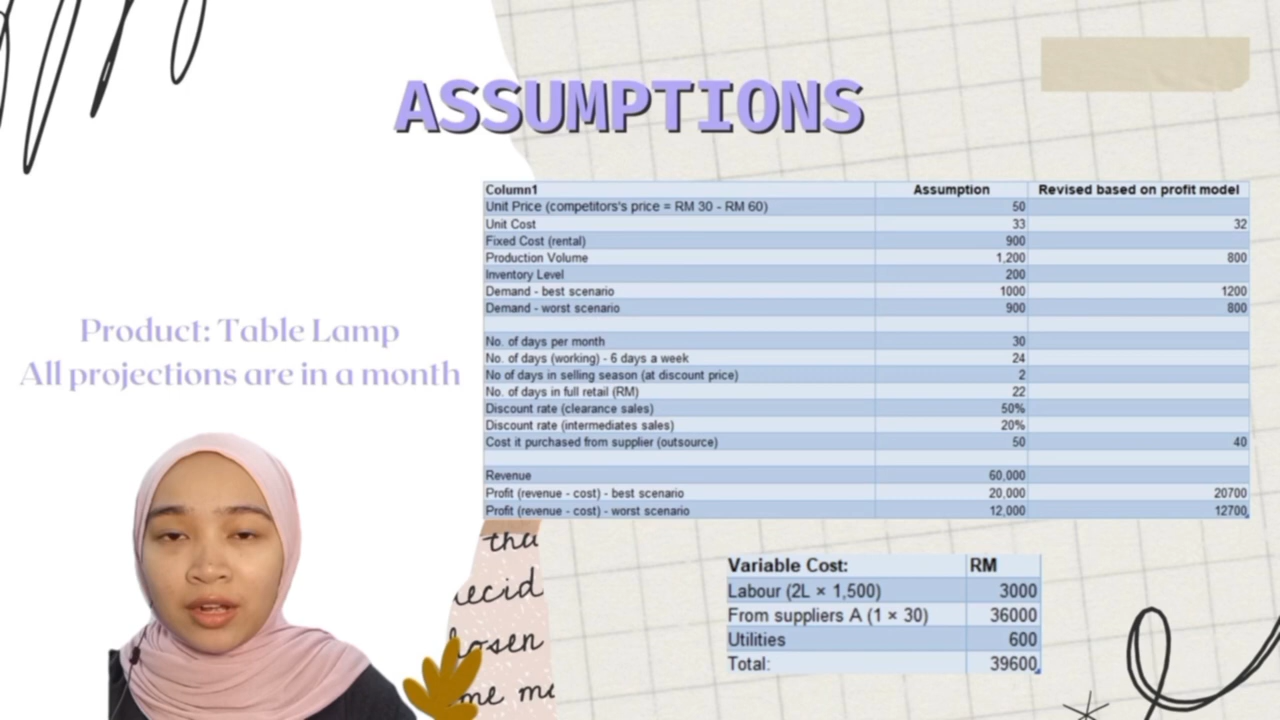 ASSUMPTIONS
Product: Table Lamp
All projections are in a month
Column1 Assumption Revised based on profit model
Unit Price (competitors's price = RM 30 - RM 60) 50
Unit Cost 33 32
Fixed Cost (rental) 900
Production Volume 1,200 800
Inventory Level 200
Demand - best scenario 1000 1200
Demand - worst scenario 900 800
No. of days per month 30
No. of days (working) - 6 days a week 24
No of days in selling season (at discount price) 2
No. of days in full retail (RM) 22
Discount rate (clearance sales) 50%
Discount rate (intermediates sales) 20%
Cost it purchased from supplier (outsource) 50 40
Revenue 60,000
Profit (revenue - cost) - best scenario 20,000 20700
Profit (revenue - cost) - worst scenario 12,000 12700
Variable Cost: RM
Labour (2L × 1,500) 3000
From suppliers A (1 × 30) 36000
Utilities 600
Total: 39600